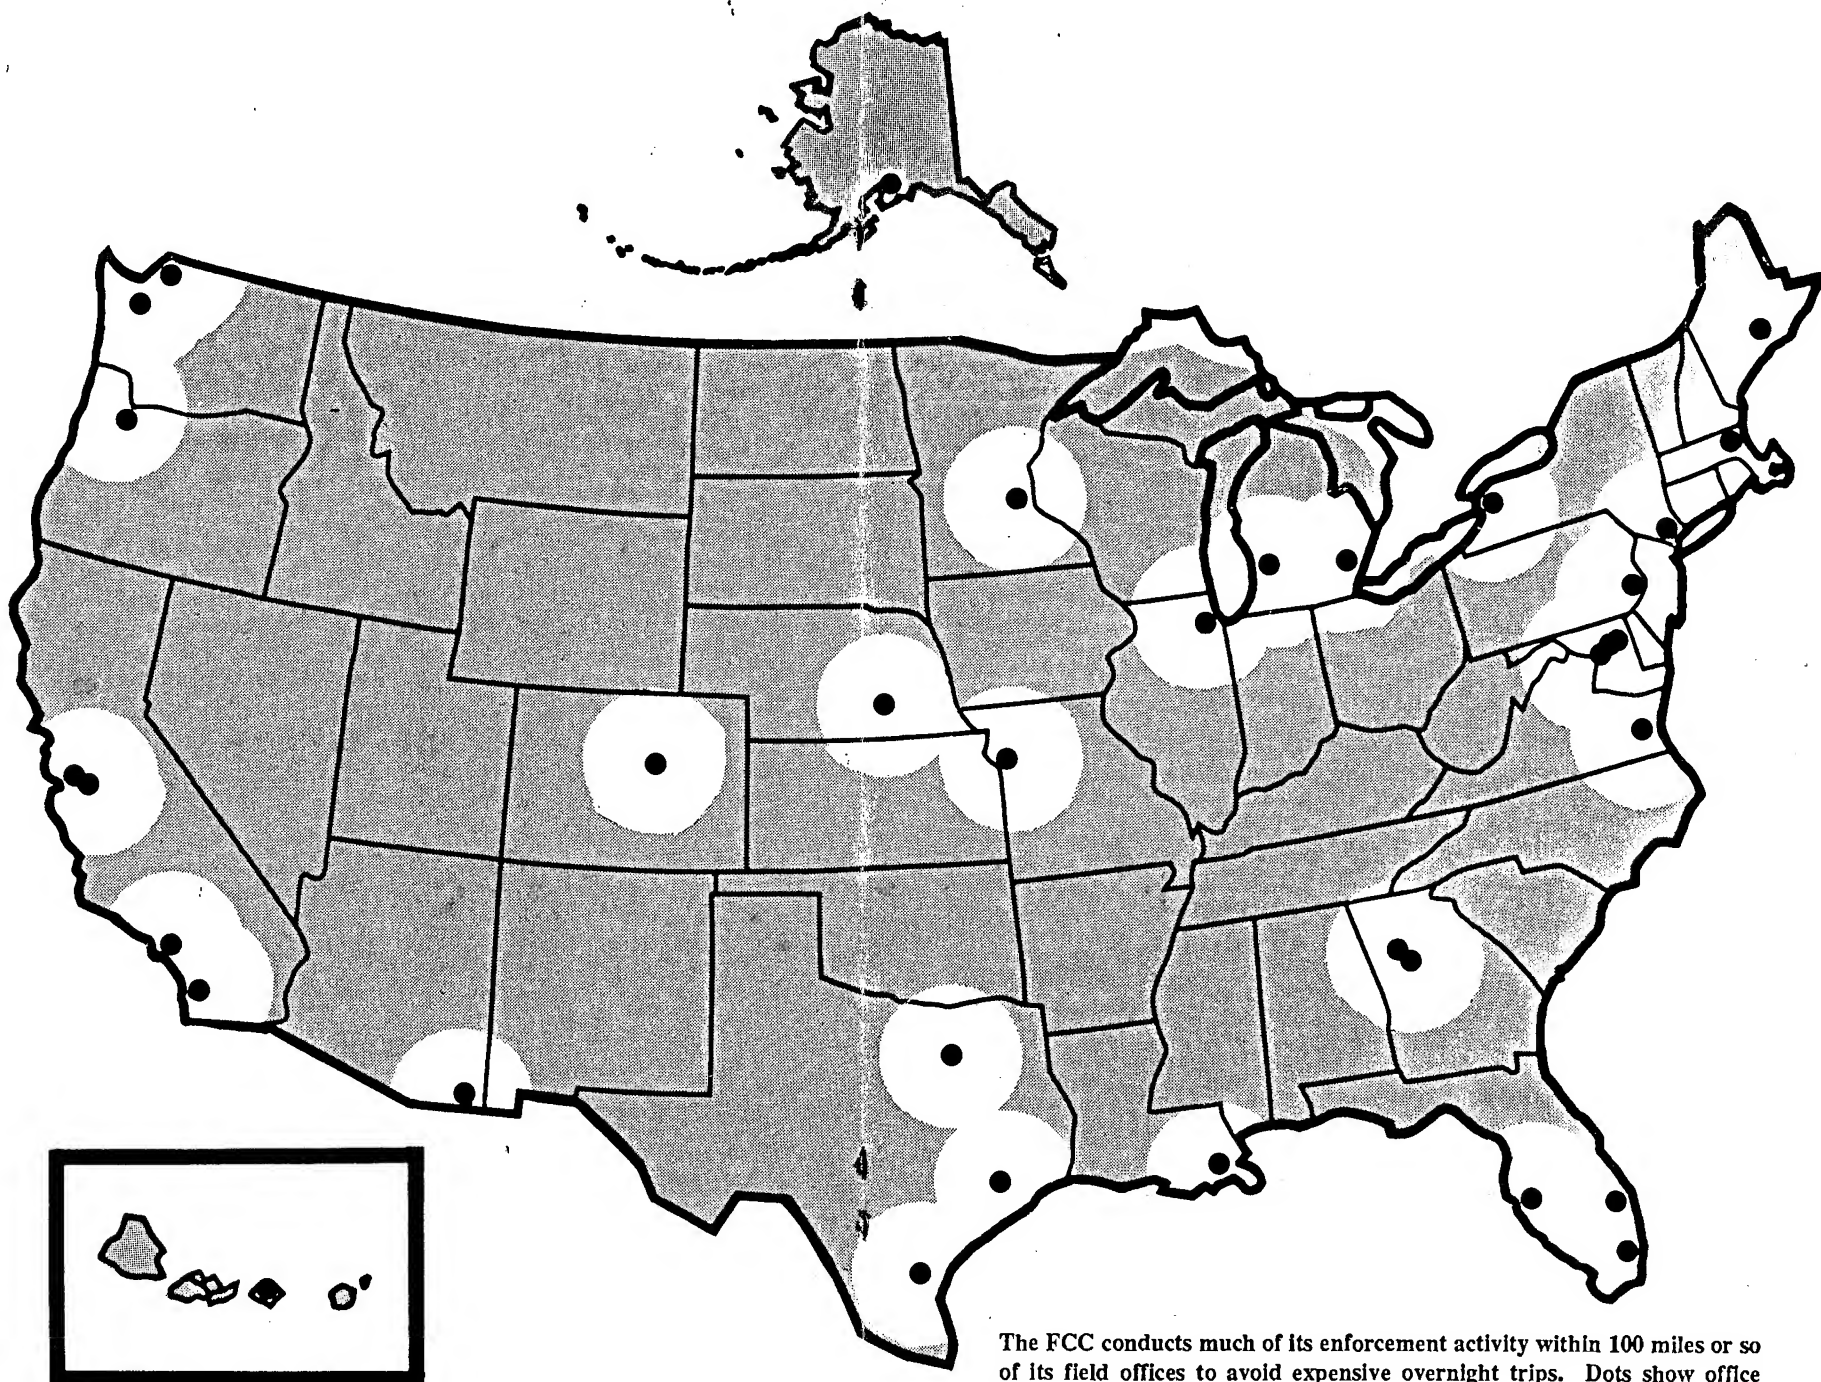 The FCC conducts much of its enforcement activity within 100 miles or so
of its field offices to avoid expensive overnight trips. Dots show office